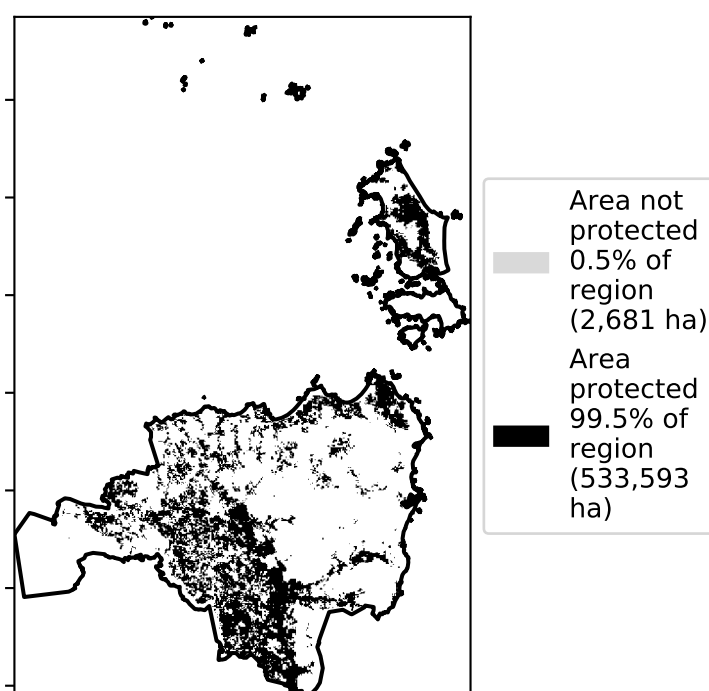 Area not
protected
0.5% of
region
(2,681 ha)
Area
protected
99.5% of
region
(533,593
ha)